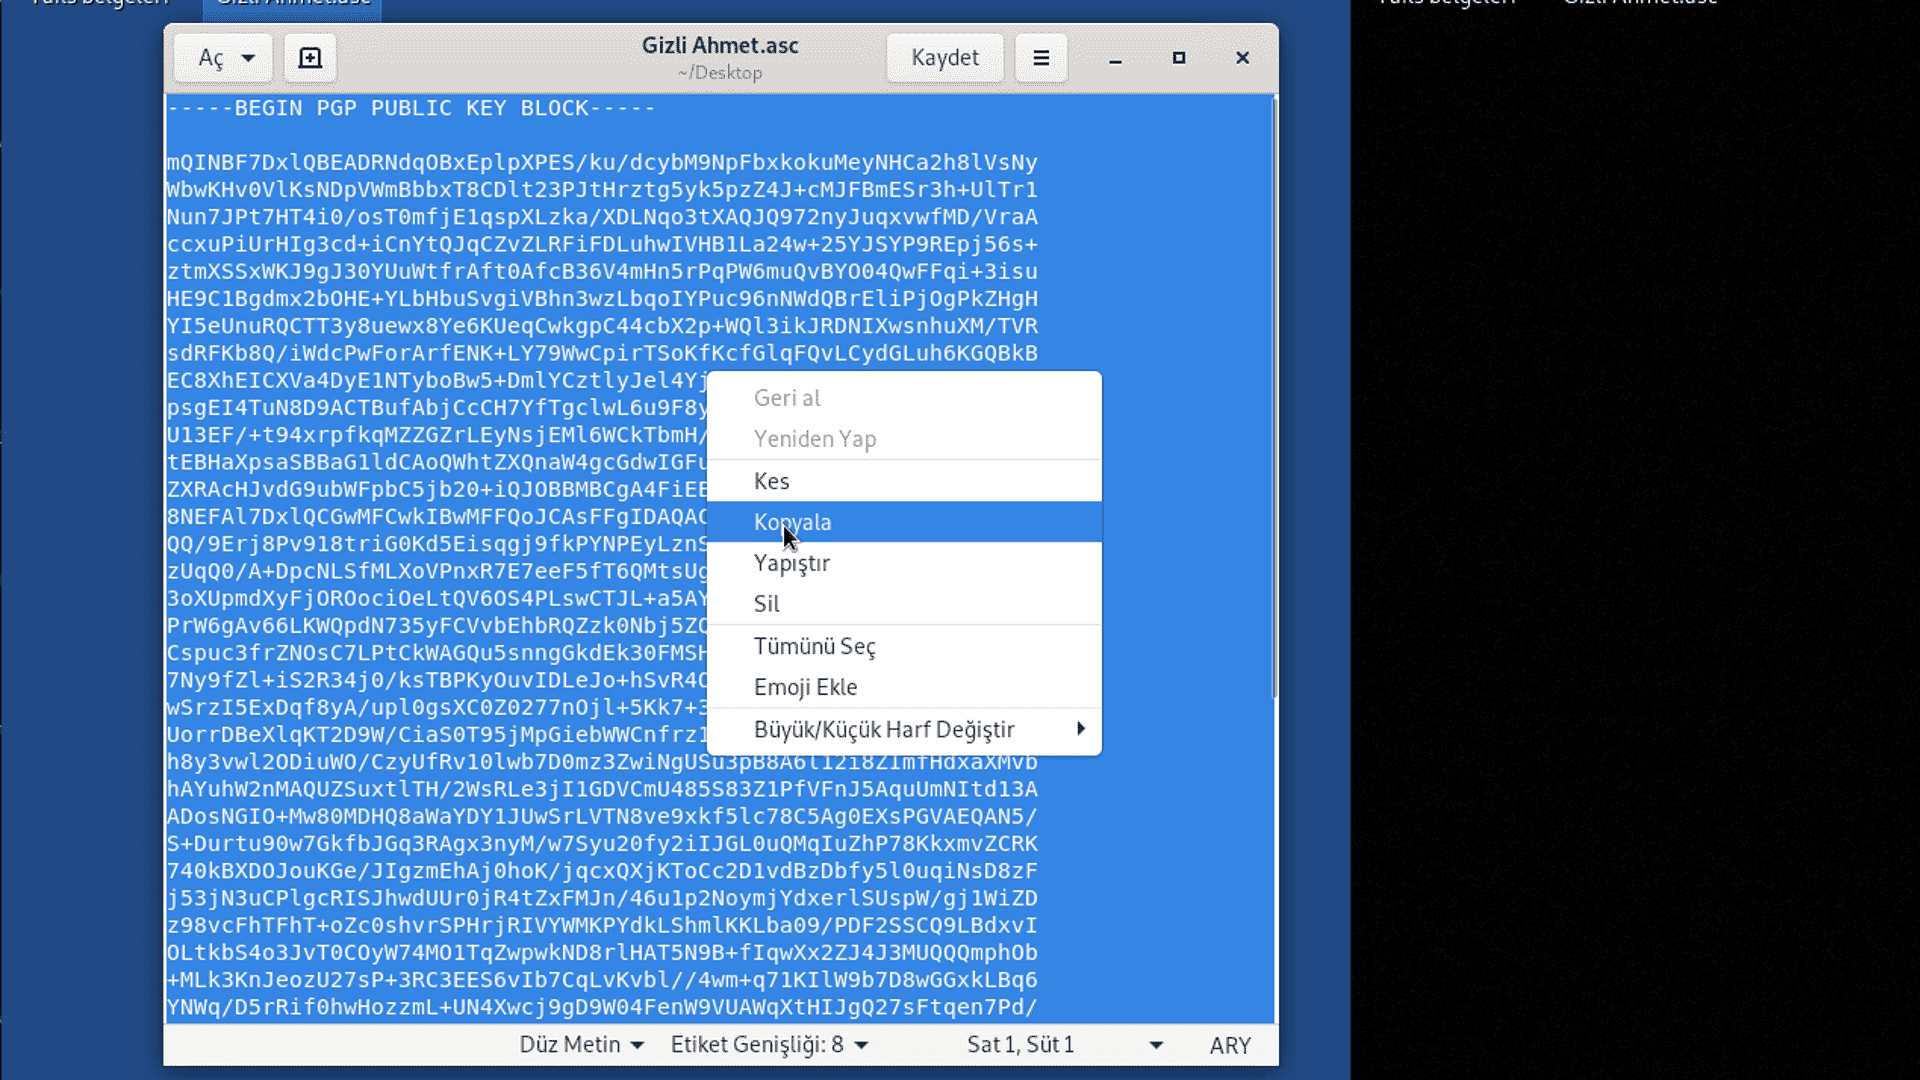 Gizli Ahmet.asc
Aç
Kaydet
~/Desktop
-----BEGIN PGP PUBLIC KEY BLOCK-----
mQINBF7DxlQBEADRNdqOBxEplpXPES/ku/dcybM9NpFbxkokuMeyNHCa2h8lVsNy
WbwKHv0VlKsNDpVWmBbbxT8CDlt23PJtHrztg5yk5pzZ4J+cMJFBmESr3h+UlTr1
Nun7JPt7HT4i0/osT0mfjE1qspXLzka/XDLNqo3tXAQJQ972nyJuqxvwfMD/VraA
ccxuPiUrHIg3cd+iCnYtQJqCZvZLRFiFDLuhwIVHB1La24w+25YJSYP9REpj56s+
ztmXSSxWKJ9gJ30YUuWtfrAft0AfcB36V4mHn5rPqPW6muQvBYO04QwFFqi+3isu
HE9C1Bgdmx2bOHE+YLbHbuSvgiVBhn3wzLbqoIYPuc96nNWdQBrEliPjOgPkZHgH
YI5eUnuRQCTT3y8uewx8Ye6KUeqCwkgpC44cbX2p+WQl3ikJRDNIXwsnhuXM/TVR
sdRFKb8Q/iWdcPwForArfENK+LY79WwCpirTSoKfKcfGlqFQvLCydGLuh6KGQBkB
EC8XhEICXVa4DyE1NTyboBw5+DmlYCztlyJel4Yj
psgEI4TuN8D9ACTBufAbjCcCH7YfTgclwL6u9F8y
U13EF/+t94xrpfkqMZZGZrLEyNsjEMl6WCkTbmH/
tEBHaXpsaSBBaG1ldCAoQWhtZXQnaW4gcGdwIGFu
ZXRAcHJvdG9ubWFpbC5jb20+iQJOBBMBCgA4FiEE
8NEFAl7DxlQCGwMFCwkIBwMFFQoJCAsFFgIDAQAC
QQ/9Erj8Pv918triG0Kd5Eisqgj9fkPYNPEyLznS
zUqQ0/A+DpcNLSfMLXoVPnxR7E7eeF5fT6QMtsUg
3oXUpmdXyFjOROociOeLtQV6OS4PLswCTJL+a5AY
PrW6gAv66LKWQpdN735yFCVvbEhbRQZzk0Nbj5ZQ
Cspuc3frZNOsC7LPtCkWAGQu5snngGkdEk30FMSH
7Ny9fZl+iS2R34j0/ksTBPKyOuvIDLeJo+hSvR4O
wSrzI5ExDqf8yA/upl0gsXC0Z0277nOjl+5Kk7+3
UorrDBeXlqKT2D9W/CiaS0T95jMpGiebWWCnfrz1
h8y3vwl2ODiuWO/CzyUfRv10lwb7D0mz3ZwiNgUSu3pB8A6l12i8Z1mfHdxaXMvb
hAYuhW2nMAQUZSuxtlTH/2WsRLe3jI1GDVCmU485S83Z1PfVFnJ5AquUmNItd13A
ADosNGIO+Mw80MDHQ8aWaYDY1JUwSrLVTN8ve9xkf5lc78C5Ag0EXsPGVAEQAN5/
S+Durtu90w7GkfbJGq3RAgx3nyM/w7Syu20fy2iIJGL0uQMqIuZhP78KkxmvZCRK
740kBXDOJouKGe/JIgzmEhAj0hoK/jqcxQXjKToCc2D1vdBzDbfy5l0uqiNsD8zF
j53jN3uCPlgcRISJhwdUUr0jR4tZxFMJn/46u1p2NoymjYdxerlSUspW/gj1WiZD
z98vcFhTFhT+oZc0shvrSPHrjRIVYWMKPYdkLShmlKKLba09/PDF2SSCQ9LBdxvI
OLtkbS4o3JvT0COyW74MO1TqZwpwkND8rlHAT5N9B+fIqwXx2ZJ4J3MUQQQmphOb
+MLk3KnJeozU27sP+3RC3EES6vIb7CqLvKvbl//4wm+q71KIlW9b7D8wGGxkLBq6
YNWq/D5rRif0hwHozzmL+UN4Xwcj9gD9W04FenW9VUAWqXtHIJgQ27sFtqen7Pd/
Geri al
Yeniden Yap
Kes
Kopyala
Yapıştır
Sil
Tümünü Seç
Emoji Ekle
Büyük/Küçük Harf Değiştir
Düz Metin
Etiket Genişliği: 8
Sat 1, Süt 1
ARY